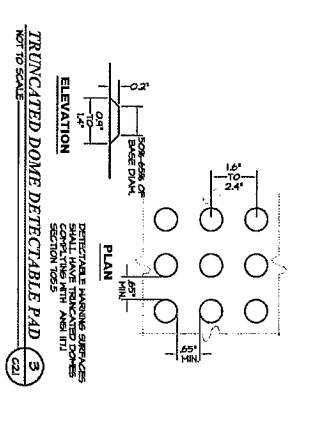 0.2"
50%-65% OF
BASE DIAM.
0.9"
TO
1.4"
ELEVATION
1.6"
TO
2.4"
.65"
MIN.
.65"
MIN.
PLAN
DETECTABLE WARNING SURFACES
SHALL HAVE TRUNCATED DOMES
COMPLYING WITH ANSI 117.1
SECTION 705.5
TRUNCATED DOME DETECTABLE PAD
NOT TO SCALE
3
G2.1